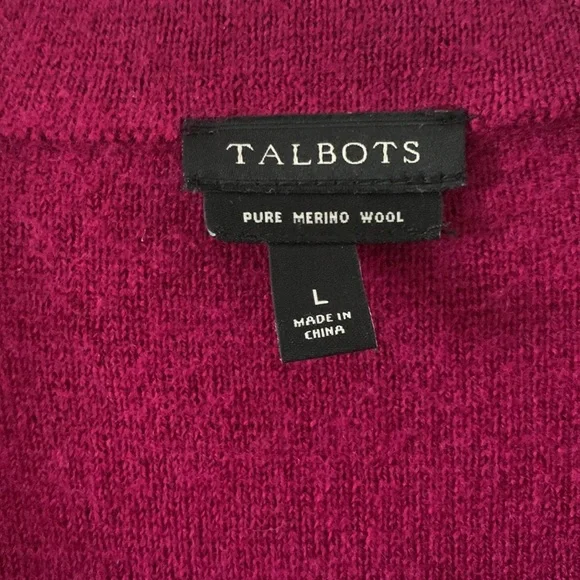 TALBOTS
PURE MERINO WOOL
L
MADE IN
CHINA